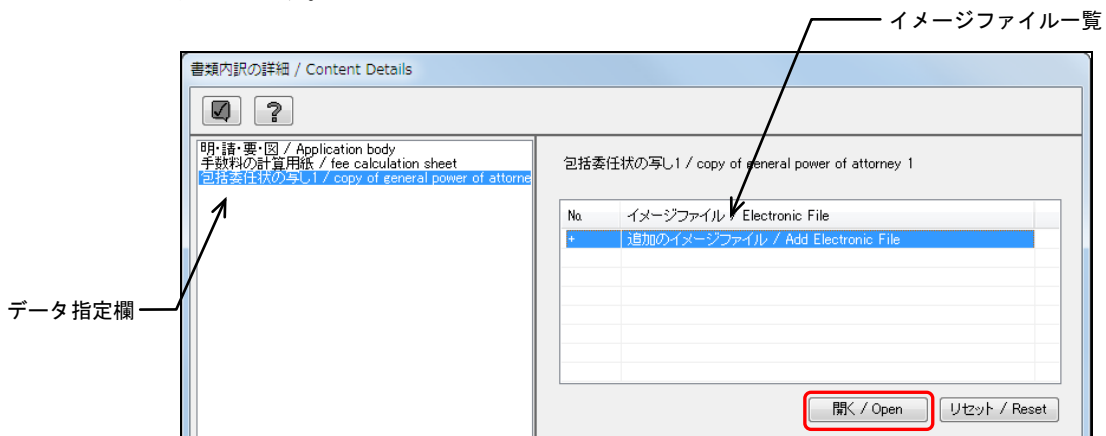 イメージファイル一覧
書類内訳の詳細 / Content Details
明・請・要・図 / Application body
手数料の計算用紙 / fee calculation sheet
包括委任状の写し1 / copy of general power of attorne
包括委任状の写し1 / copy of general power of attorney 1
No. イメージファイル / Electronic File
+ 追加のイメージファイル / Add Electronic File
データ指定欄
開く / Open リセット / Reset